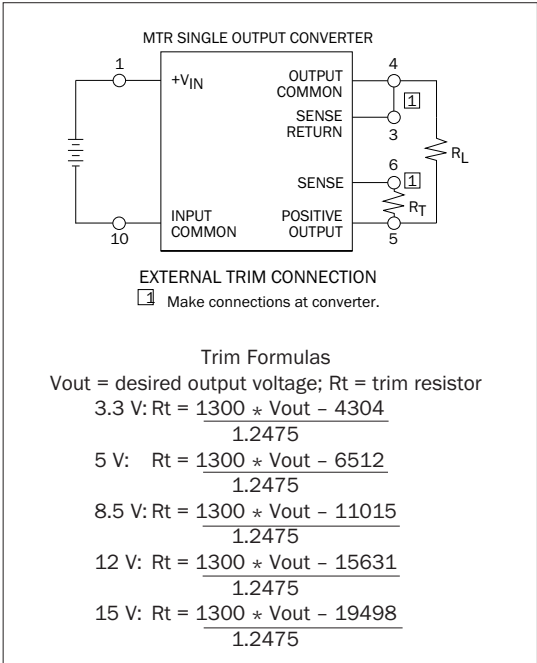 MTR SINGLE OUTPUT CONVERTER
1
+VIN
OUTPUT
COMMON
4
1
SENSE
RETURN
3
RL
6
SENSE
1
RT
INPUT
COMMON
POSITIVE
OUTPUT
10
5
EXTERNAL TRIM CONNECTION
1 Make connections at converter.
Trim Formulas
Vout = desired output voltage; Rt = trim resistor
3.3 V: Rt = 1300 * Vout – 4304
1.2475
5 V: Rt = 1300 * Vout – 6512
1.2475
8.5 V: Rt = 1300 * Vout – 11015
1.2475
12 V: Rt = 1300 * Vout – 15631
1.2475
15 V: Rt = 1300 * Vout – 19498
1.2475